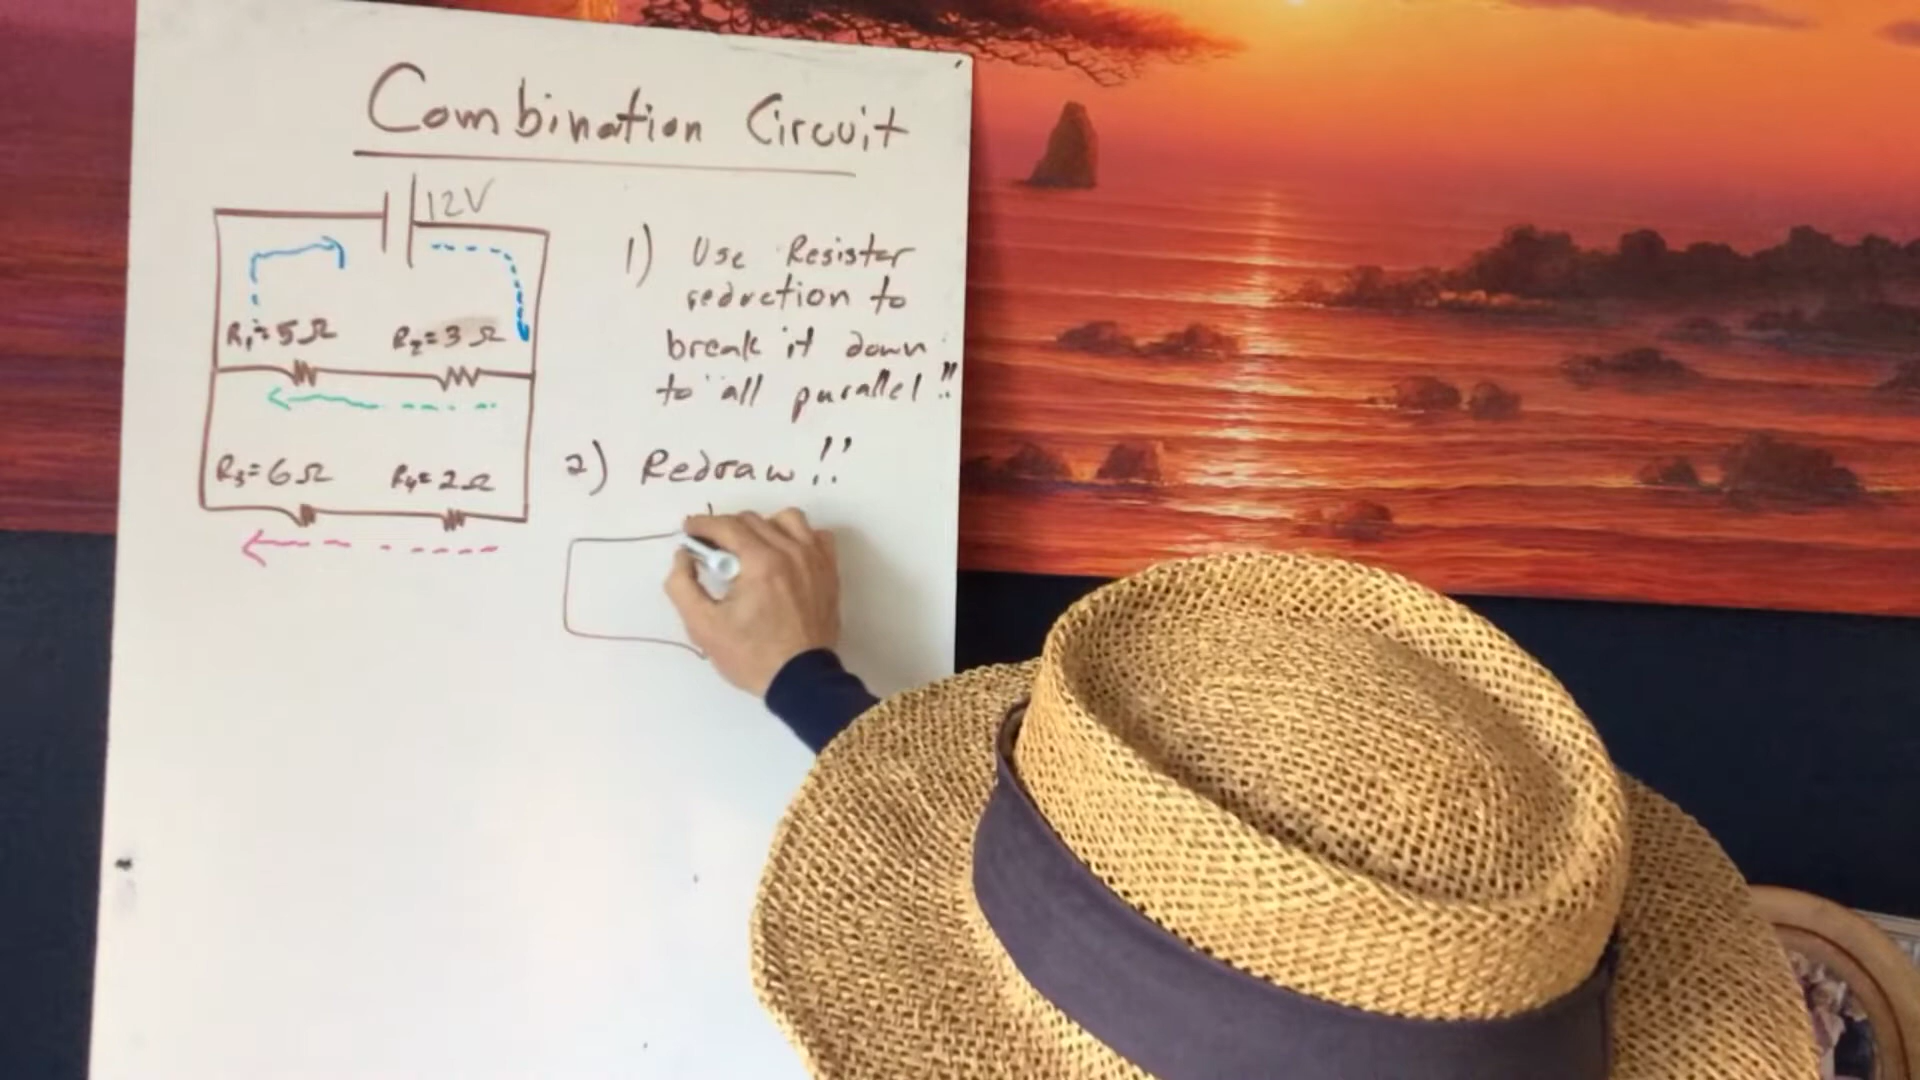 Combination Circuit
12V
R₁=5Ω R₂=3Ω
R₃=6Ω R₄=2Ω
1) Use Resister
reduction to
break it down
to all parallel!!
2) Redraw!!